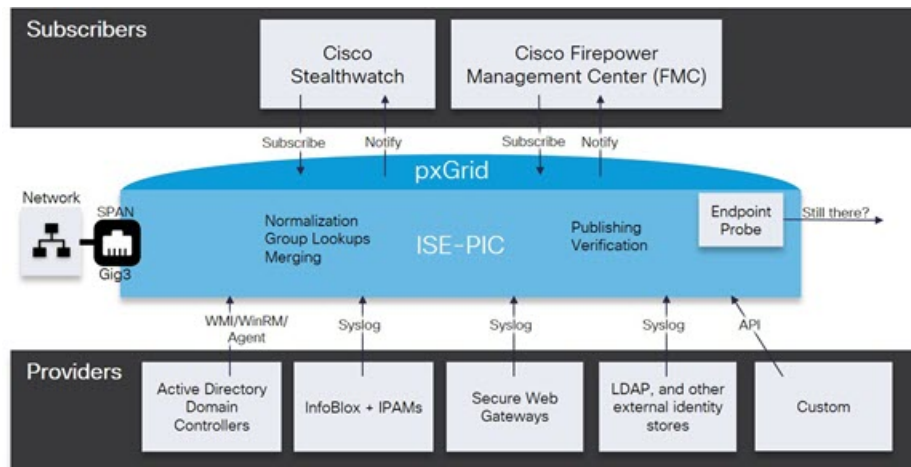 Subscribers
Cisco
Stealthwatch
Cisco Firepower
Management Center (FMC)
Subscribe
Notify
Subscribe
Notify
pxGrid
Network
SPAN
Gig3
Normalization
Group Lookups
Merging
ISE-PIC
Publishing
Verification
Endpoint
Probe
Still there?
WMI/WinRM/
Agent
Syslog
Syslog
Syslog
API
Providers
Active Directory
Domain
Controllers
InfoBlox + IPAMs
Secure Web
Gateways
LDAP, and other
external identity
stores
Custom